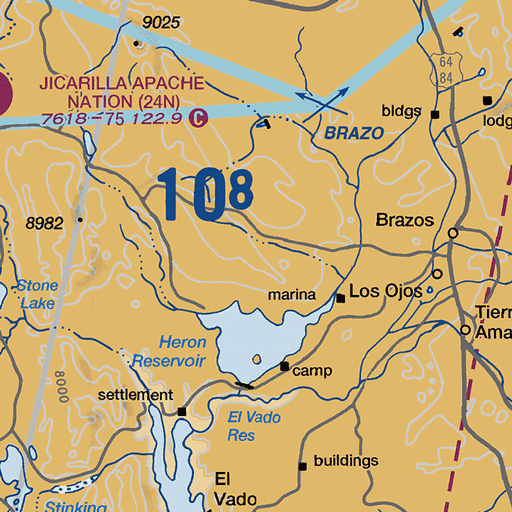 9025
JICARILLA APACHE
NATION (24N)
7618 - 75 122.9 C
64
84
bldgs
lodg
BRAZO
108
8982
Brazos
Stone
Lake
marina
Los Ojos
Tierr
Ama
Heron
Reservoir
camp
8000
settlement
El Vado
Res
buildings
El
Vado
Stinking